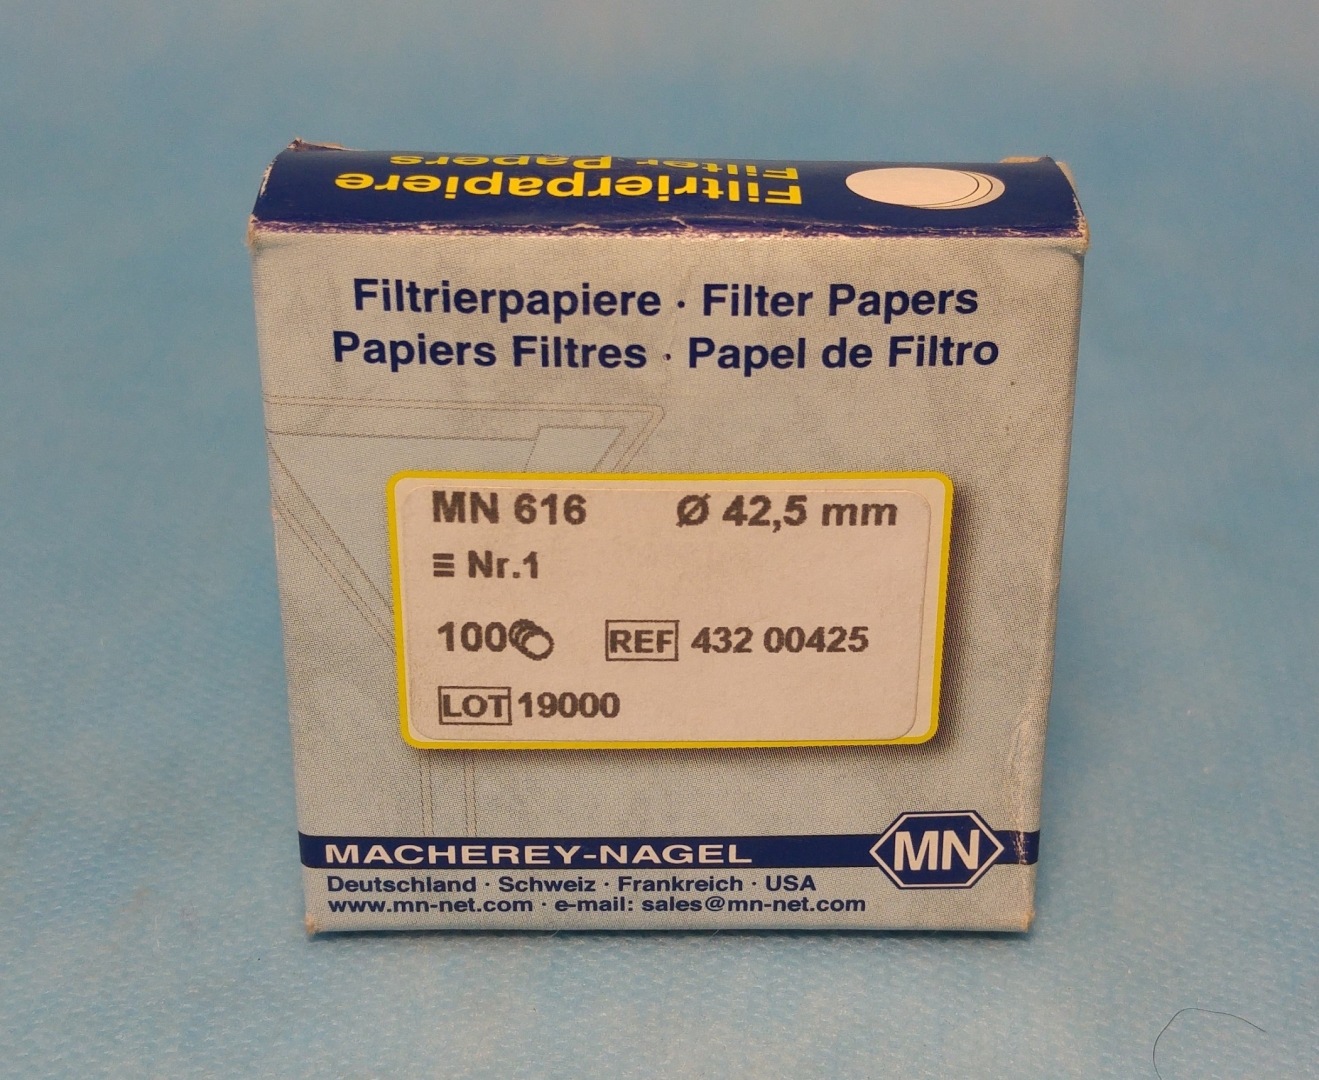 Filtrierpapiere
Filter Papers
Filtrierpapiere · Filter Papers
Papiers Filtres · Papel de Filtro
MN 616 Ø 42,5 mm
≡ Nr.1
100 REF 432 00425
LOT 19000
MACHEREY-NAGEL MN
Deutschland · Schweiz · Frankreich · USA
www.mn-net.com · e-mail: sales@mn-net.com